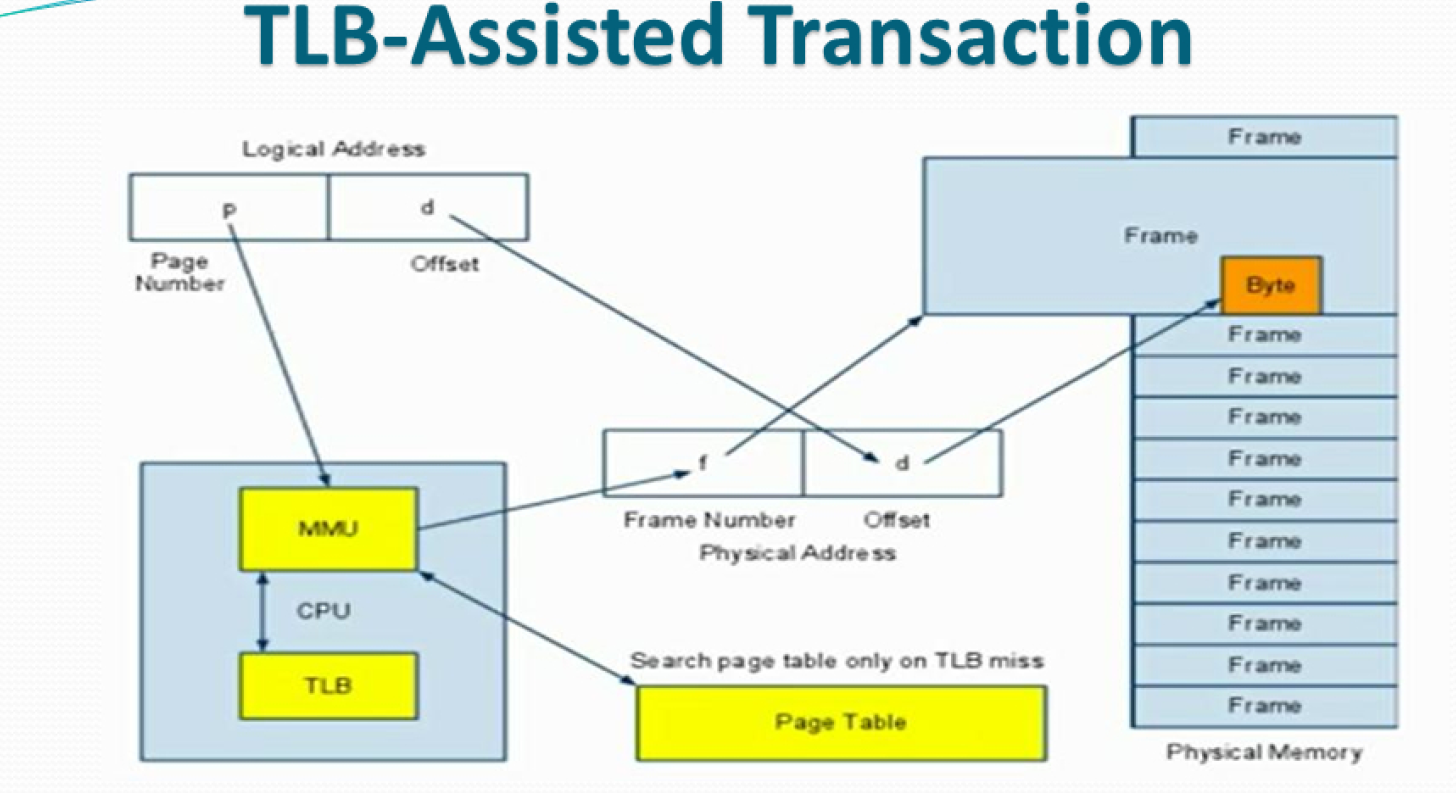 TLB-Assisted Transaction
Logical Address
p
d
Page
Number
Offset
Frame
Frame
Byte
Frame
Frame
Frame
Frame
Frame
Frame
Frame
Frame
Frame
Frame
Physical Memory
f
d
Frame Number
Offset
Physical Address
MMU
CPU
TLB
Search page table only on TLB miss
Page Table